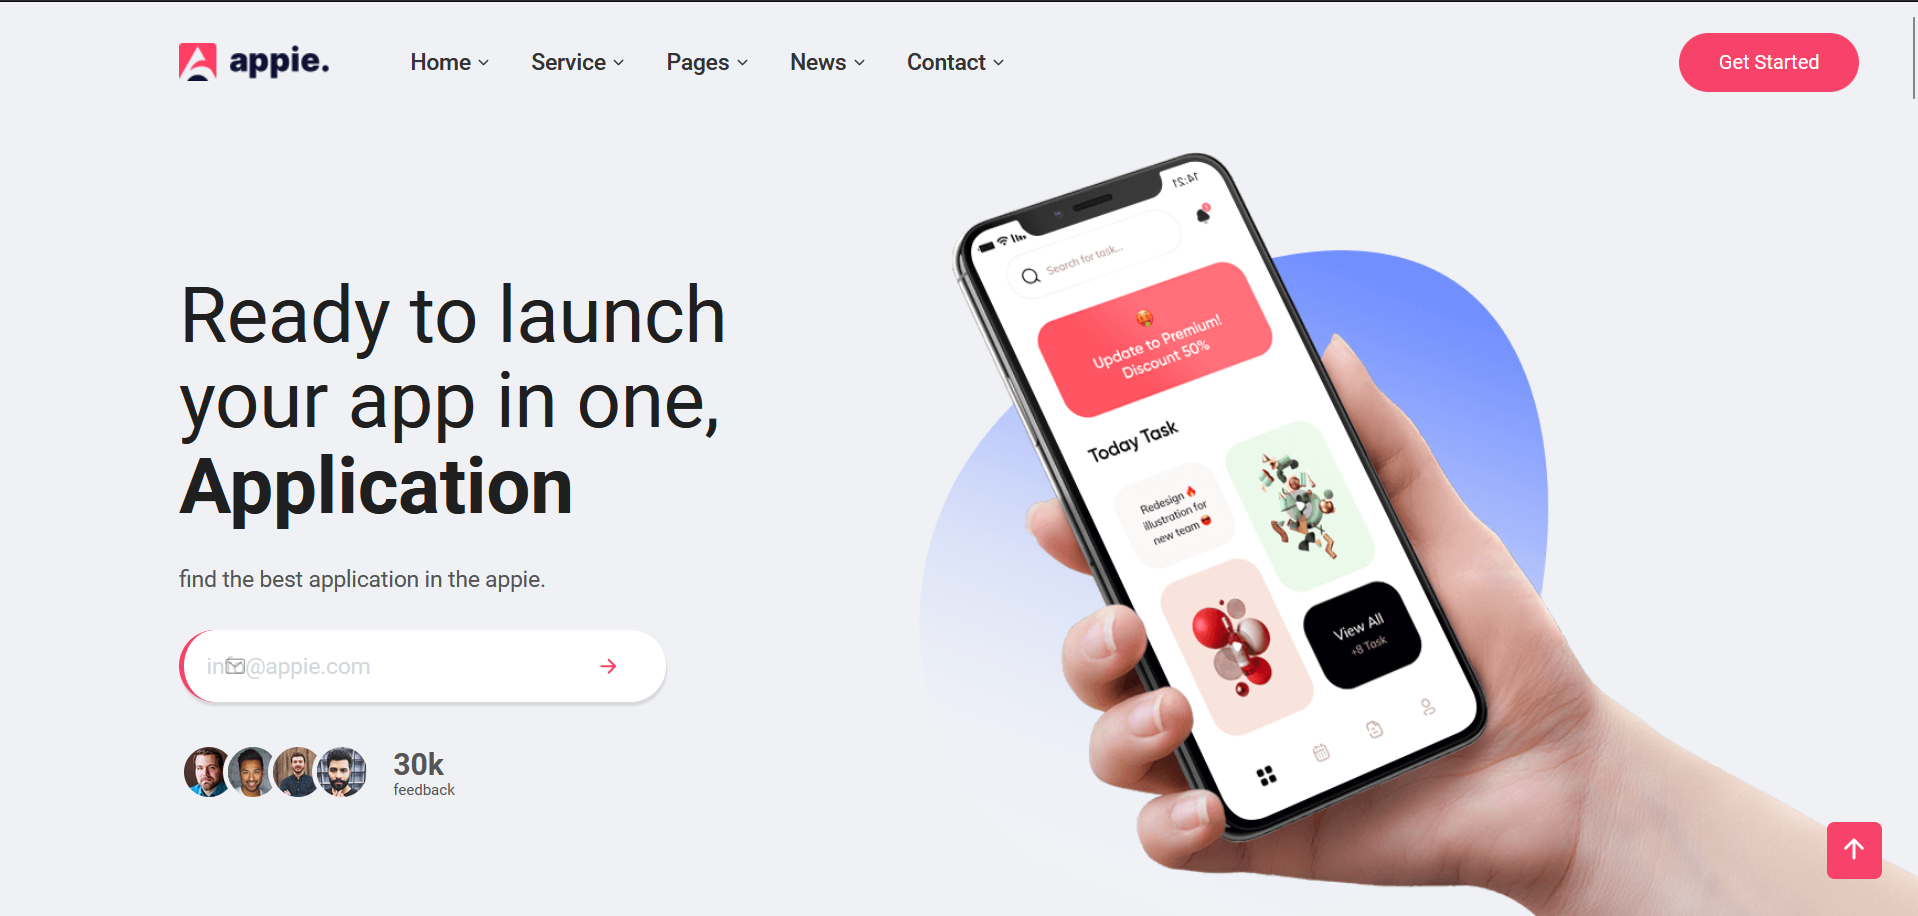 appie.
Home
Service
Pages
News
Contact
Get Started
Ready to launch
your app in one,
Application
find the best application in the appie.
info@appie.com
30k
feedback
14:21
Search for task...
Update to Premium!
Discount 50%
Today Task
Redesign 🔥
illustration for
new team 😎
View All
+8 Task